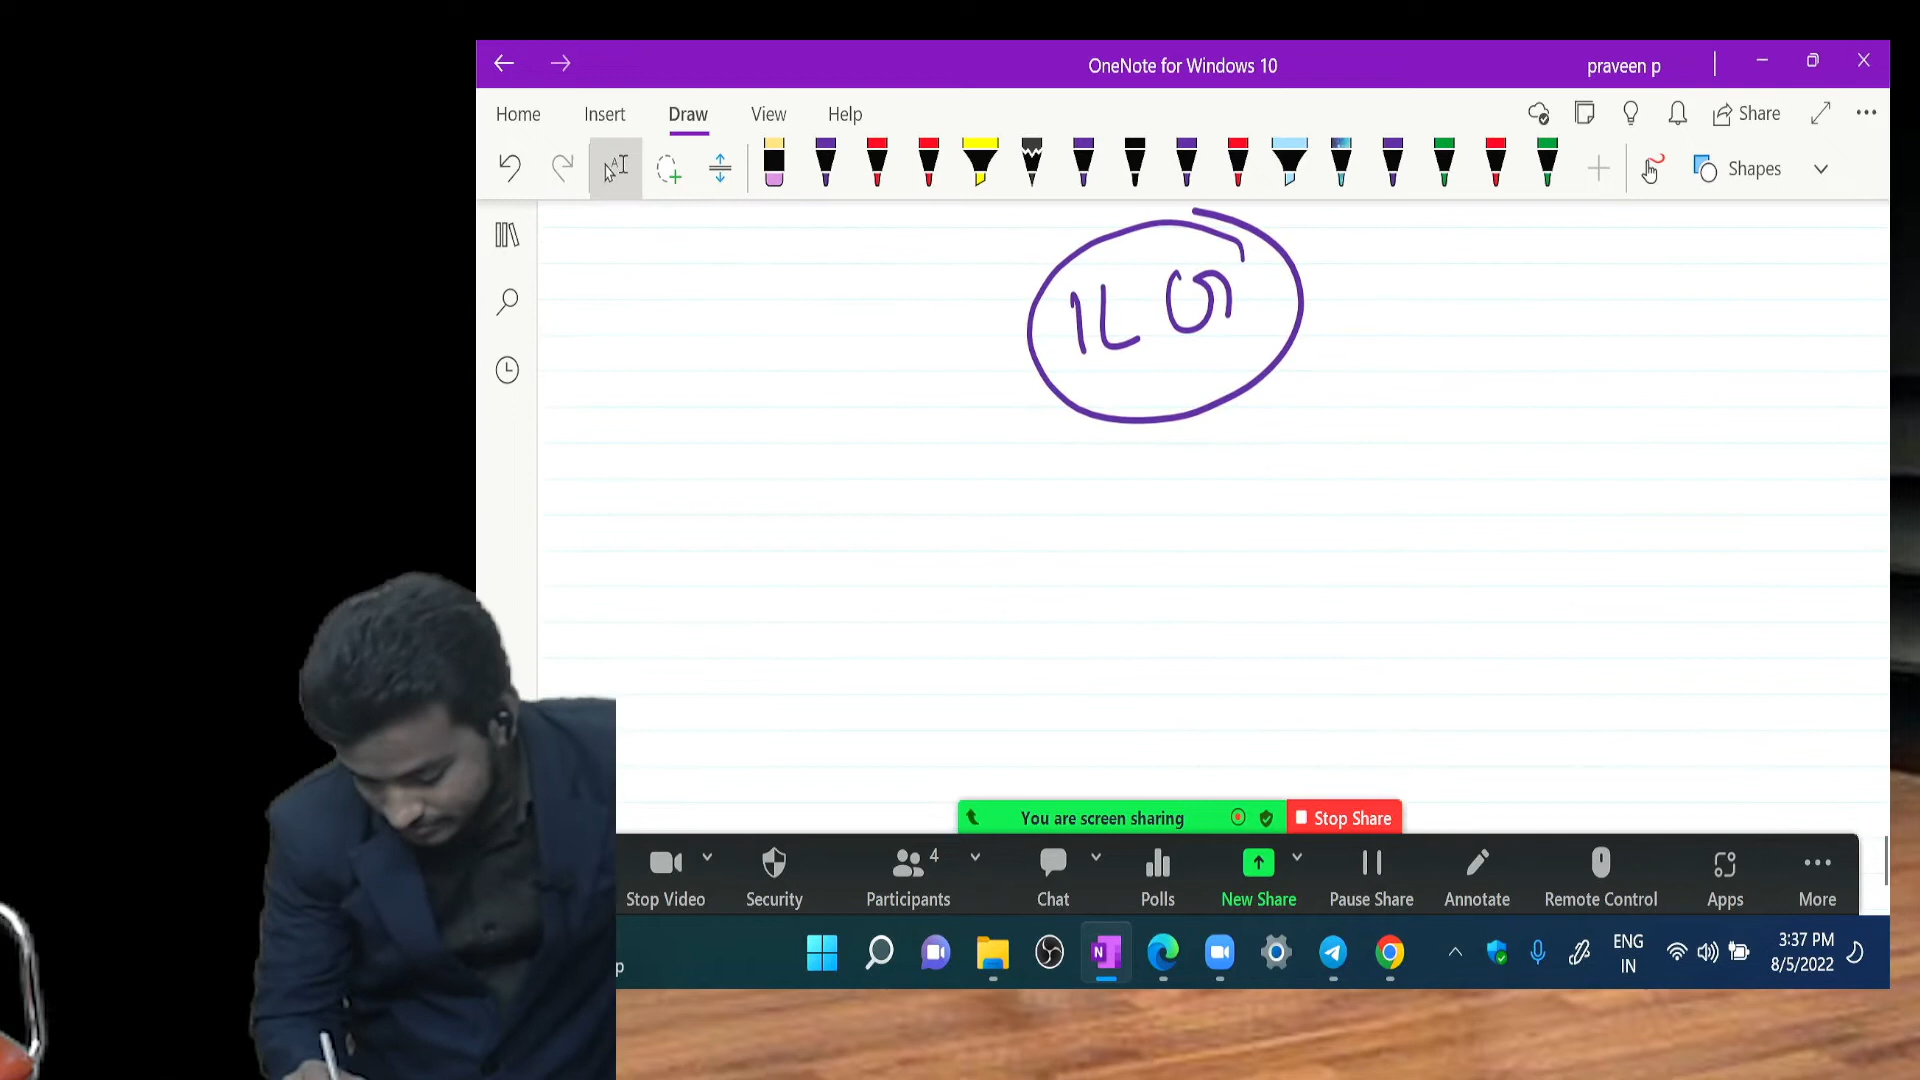 OneNote for Windows 10
praveen p
Home Insert Draw View Help
Share
Shapes
You are screen sharing
Stop Share
4
Stop Video Security Participants Chat Polls New Share Pause Share Annotate Remote Control Apps More
N
ENG
IN
3:37 PM
8/5/2022
p